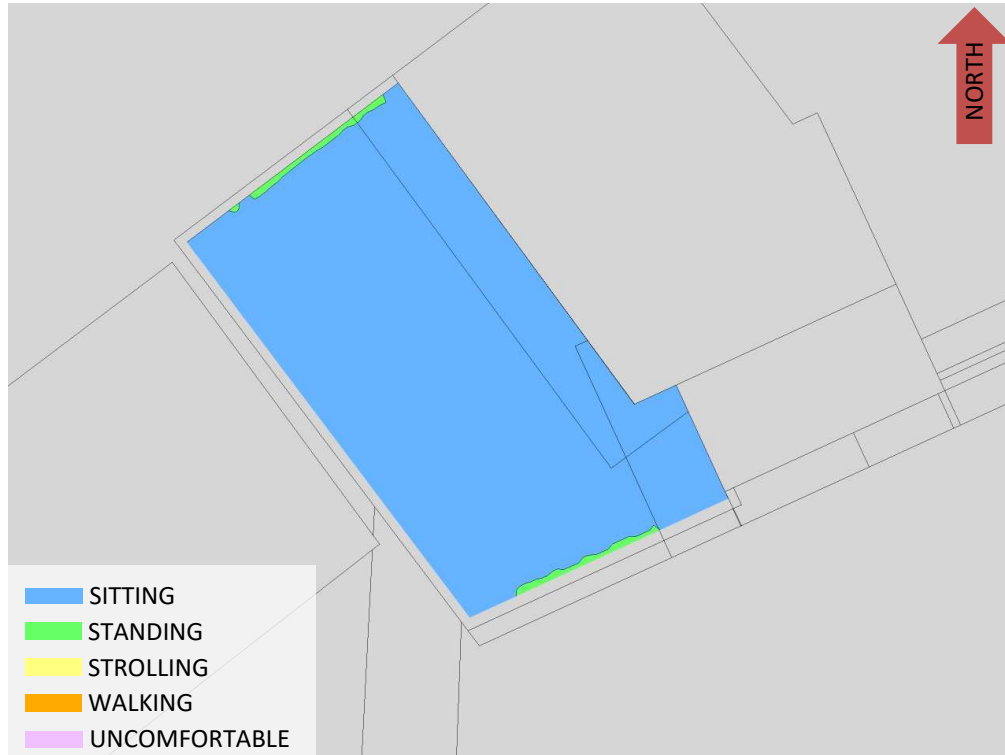 NORTH
SITTING
STANDING
STROLLING
WALKING
UNCOMFORTABLE